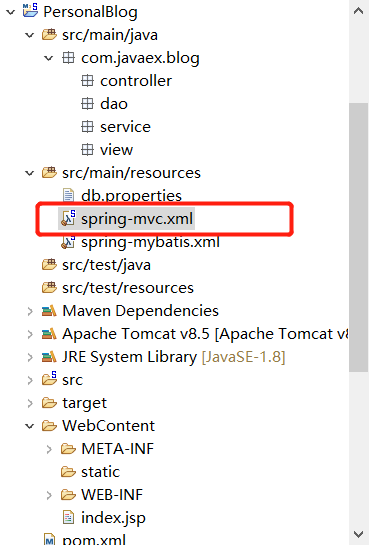 PersonalBlog
src/main/java
com.javaex.blog
controller
dao
service
view
src/main/resources
db.properties
spring-mvc.xml
spring-mybatis.xml
src/test/java
src/test/resources
Maven Dependencies
Apache Tomcat v8.5 [Apache Tomcat v8
JRE System Library [JavaSE-1.8]
src
target
WebContent
META-INF
static
WEB-INF
index.jsp
pom.xml